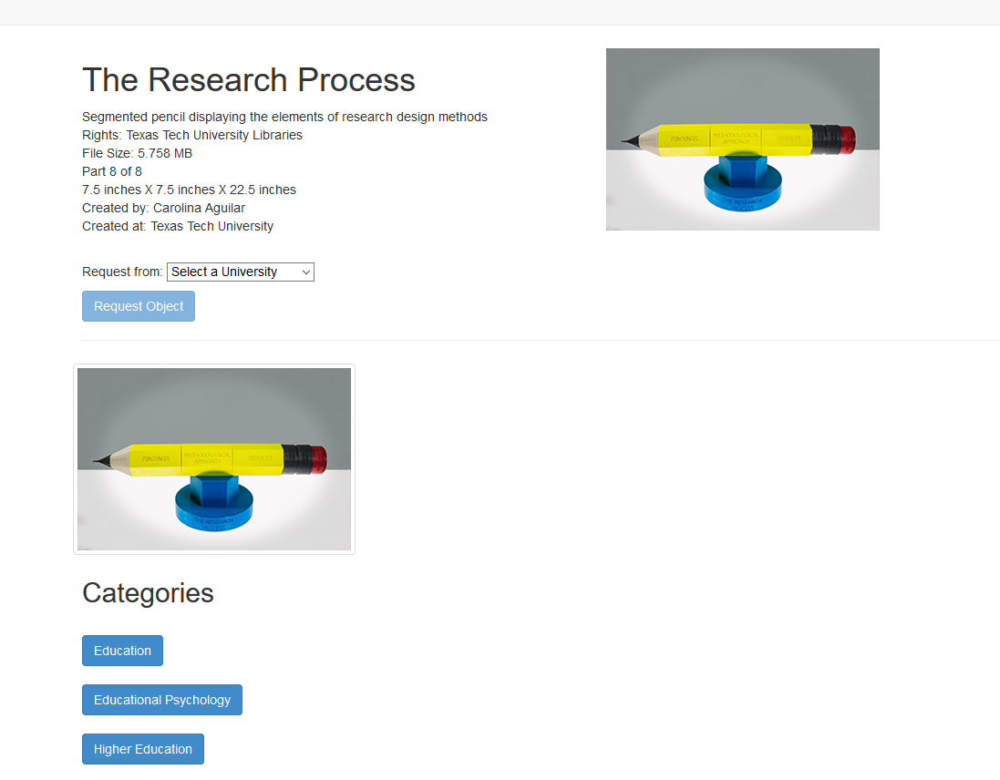 The Research Process
Segmented pencil displaying the elements of research design methods
Rights: Texas Tech University Libraries
File Size: 5.758 MB
Part 8 of 8
7.5 inches X 7.5 inches X 22.5 inches
Created by: Carolina Aguilar
Created at: Texas Tech University
FINDINGS
METHODOLOGICAL
APPROACH
RESULTS
THE RESEARCH
PROCESS
Request from: Select a University
Request Object
FINDINGS
METHODOLOGICAL
APPROACH
RESULTS
THE RESEARCH
PROCESS
Categories
Education
Educational Psychology
Higher Education